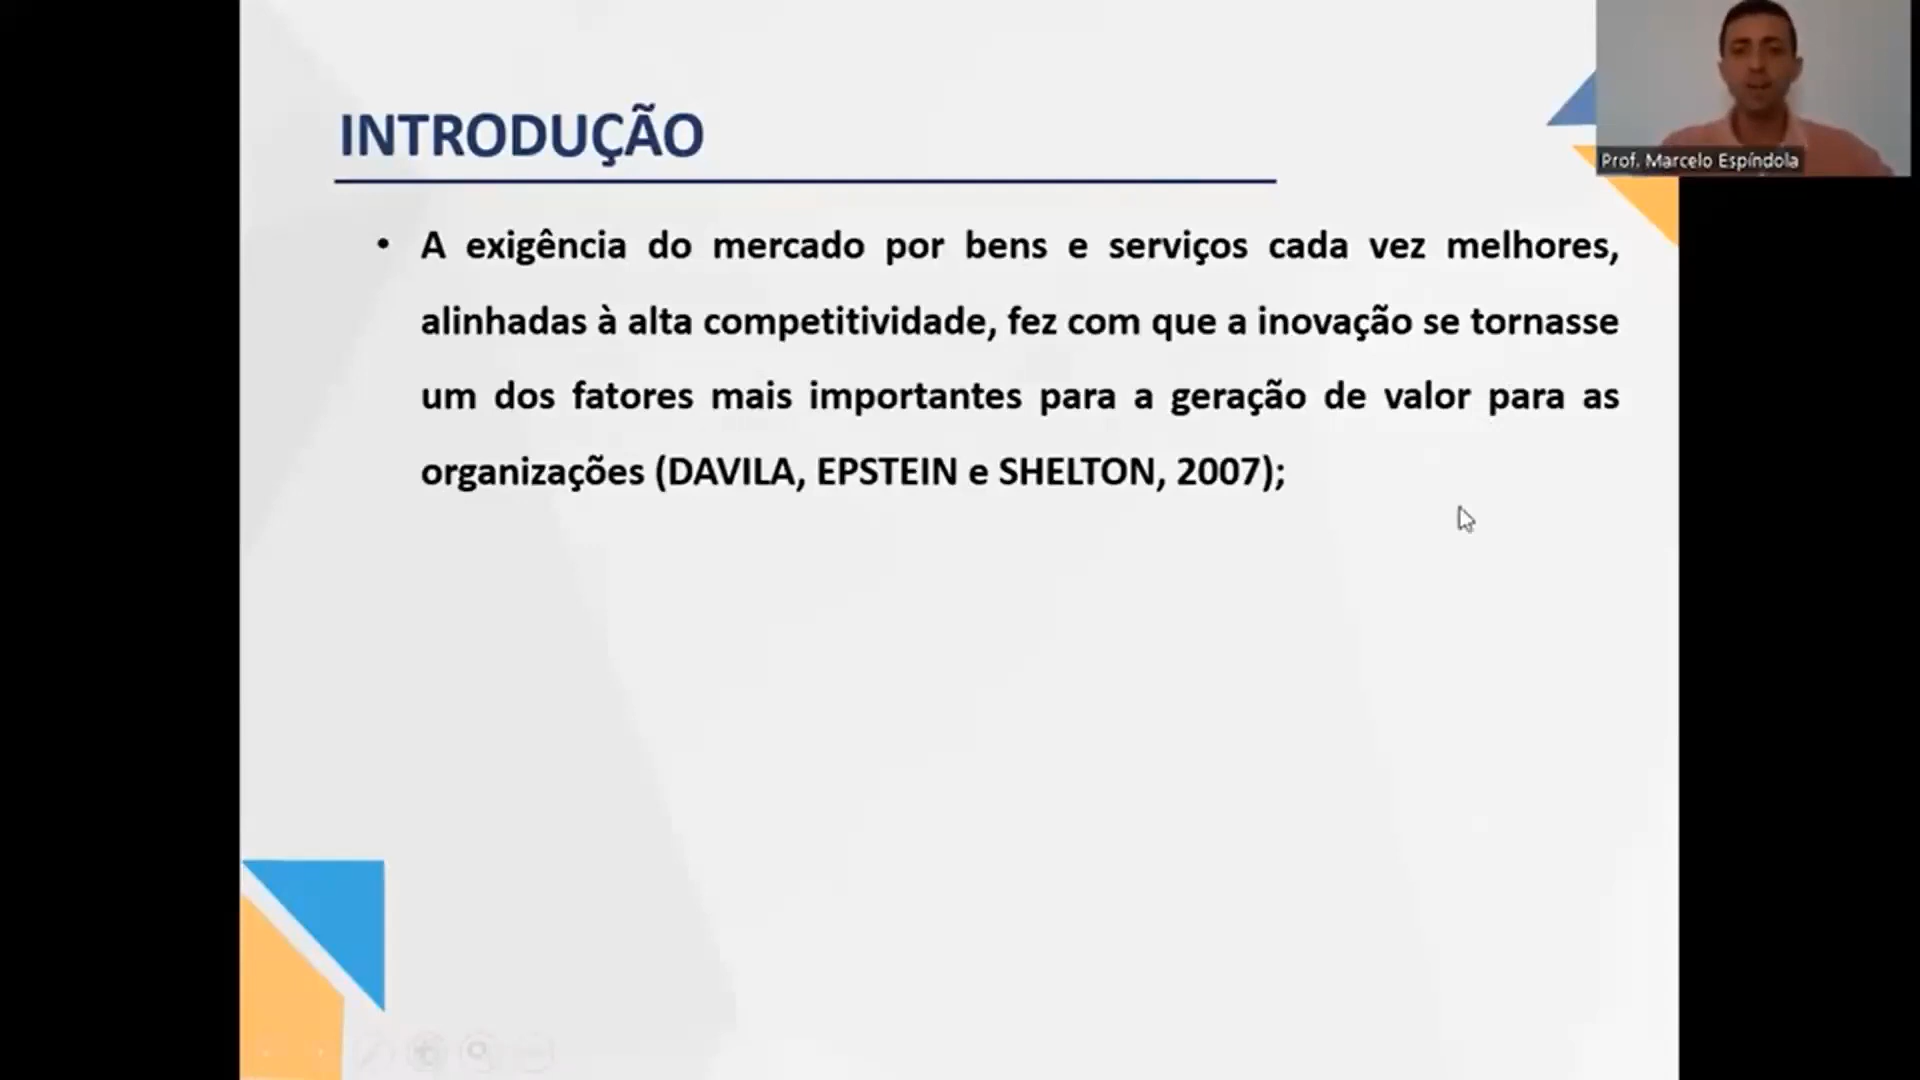 INTRODUÇÃO
Prof. Marcelo Espíndola
• A exigência do mercado por bens e serviços cada vez melhores,
alinhadas à alta competitividade, fez com que a inovação se tornasse
um dos fatores mais importantes para a geração de valor para as
organizações (DAVILA, EPSTEIN e SHELTON, 2007);